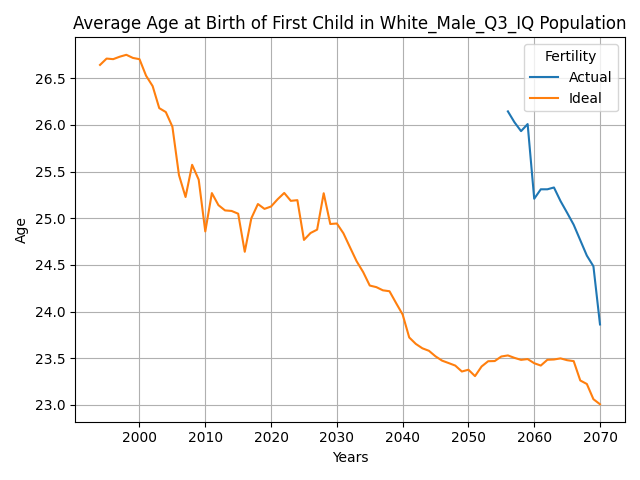 Average Age at Birth of First Child in White_Male_Q3_IQ Population
Fertility
Actual
Ideal
Age
26.5
26.0
25.5
25.0
24.5
24.0
23.5
23.0
2000 2010 2020 2030 2040 2050 2060 2070
Years